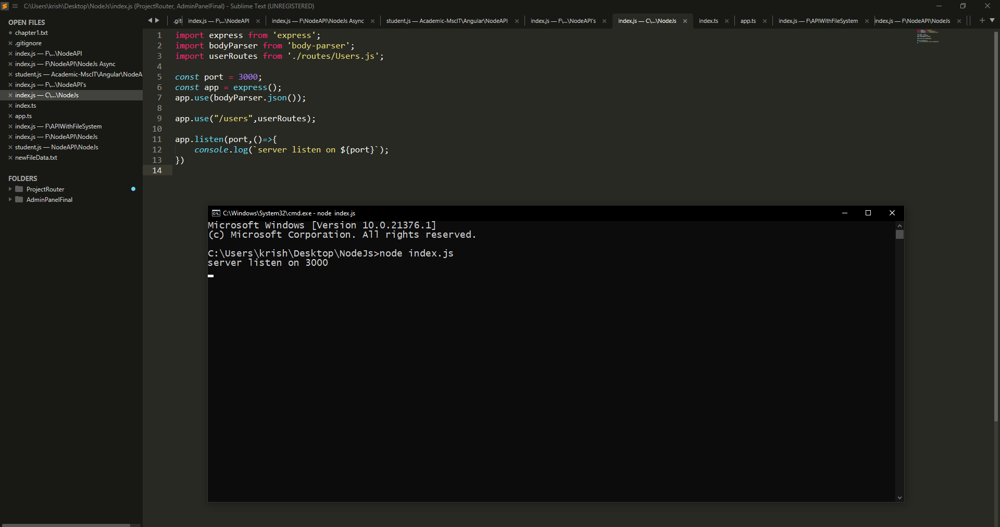 C:\Users\krish\Desktop\NodeJs\index.js (ProjectRouter, AdminPanelFinal) - Sublime Text (UNREGISTERED)
OPEN FILES
chapter1.txt
.gitignore
index.js — F\...\NodeAPI
index.js — F\NodeAPI\NodeJs Async
student.js — Academic-MscIT\Angular\NodeA
index.js — F\...\NodeAPI's
index.js — C\...\NodeJs
index.ts
app.ts
index.js — F\APIWithFileSystem
index.js — F\NodeAPI\NodeJs
student.js — NodeAPI\NodeJs
newFileData.txt
FOLDERS
ProjectRouter
AdminPanelFinal
.giti index.js — F\...\NodeAPI index.js — F\NodeAPI\NodeJs Async student.js — Academic-MscIT\Angular\NodeAPI index.js — F\...\NodeAPI's index.js — C\...\NodeJs index.ts app.ts index.js — F\APIWithFileSystem index.js — F\NodeAPI\NodeJs
1 import express from 'express';
2 import bodyParser from 'body-parser';
3 import userRoutes from './routes/Users.js';
4
5 const port = 3000;
6 const app = express();
7 app.use(bodyParser.json());
8
9 app.use("/users",userRoutes);
10
11 app.listen(port,()=>{
12 console.log(`server listen on ${port}`);
13 })
14
C:\Windows\System32\cmd.exe - node index.js
Microsoft Windows [Version 10.0.21376.1]
(c) Microsoft Corporation. All rights reserved.
C:\Users\krish\Desktop\NodeJs>node index.js
server listen on 3000